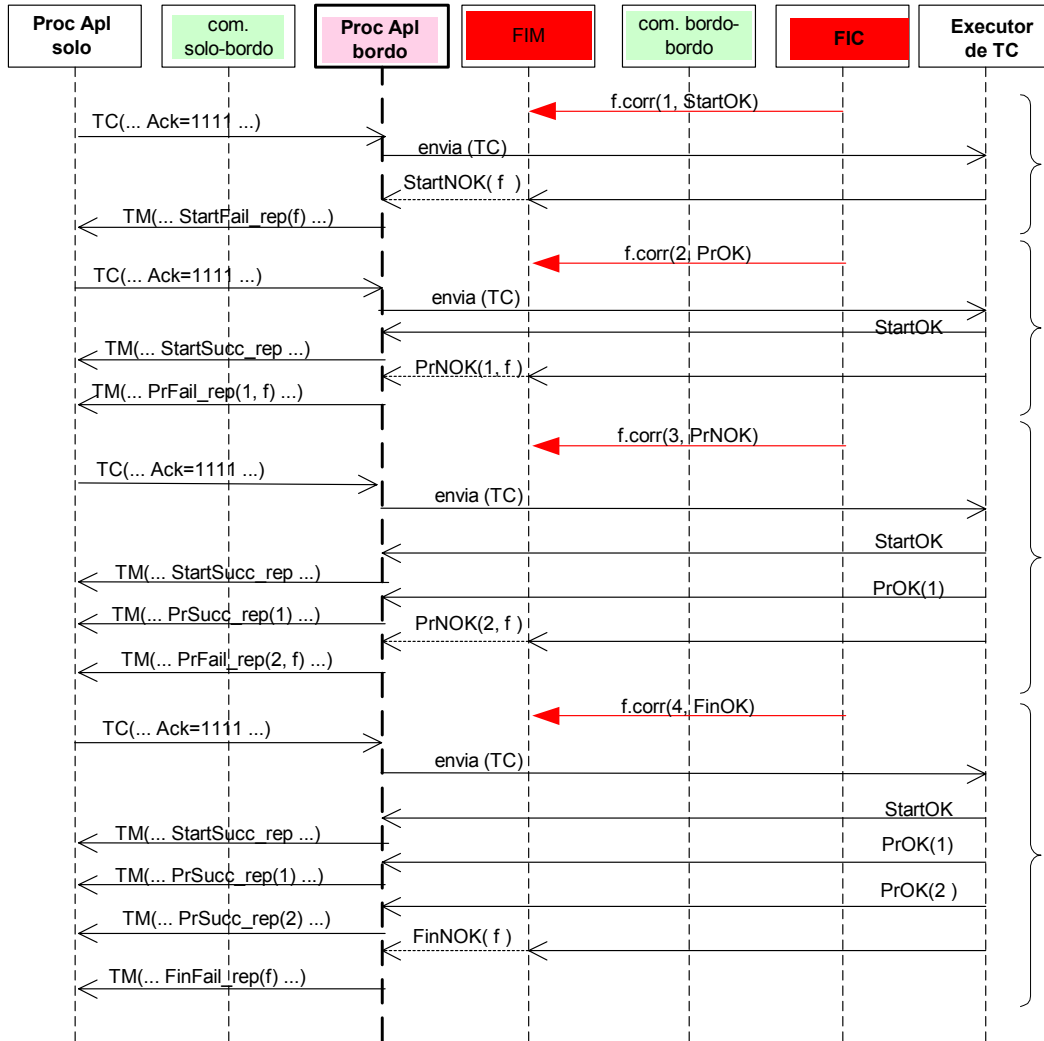 Proc Apl solo
com. solo-bordo
Proc Apl bordo
FIM
com. bordo-bordo
FIC
Executor de TC
f.corr(1, StartOK)
TC(... Ack=1111 ...)
envia (TC)
StartNOK( f )
TM(... StartFail_rep(f) ...)
f.corr(2, PrOK)
TC(... Ack=1111 ...)
envia (TC)
StartOK
TM(... StartSucc_rep ...)
PrNOK(1, f )
TM(... PrFail_rep(1, f) ...)
f.corr(3, PrNOK)
TC(... Ack=1111 ...)
envia (TC)
StartOK
TM(... StartSucc_rep ...)
PrOK(1)
TM(... PrSucc_rep(1) ...)
PrNOK(2, f )
TM(... PrFail_rep(2, f) ...)
f.corr(4, FinOK)
TC(... Ack=1111 ...)
envia (TC)
StartOK
TM(... StartSucc_rep ...)
PrOK(1)
TM(... PrSucc_rep(1) ...)
PrOK(2 )
TM(... PrSucc_rep(2) ...)
FinNOK( f )
TM(... FinFail_rep(f) ...)